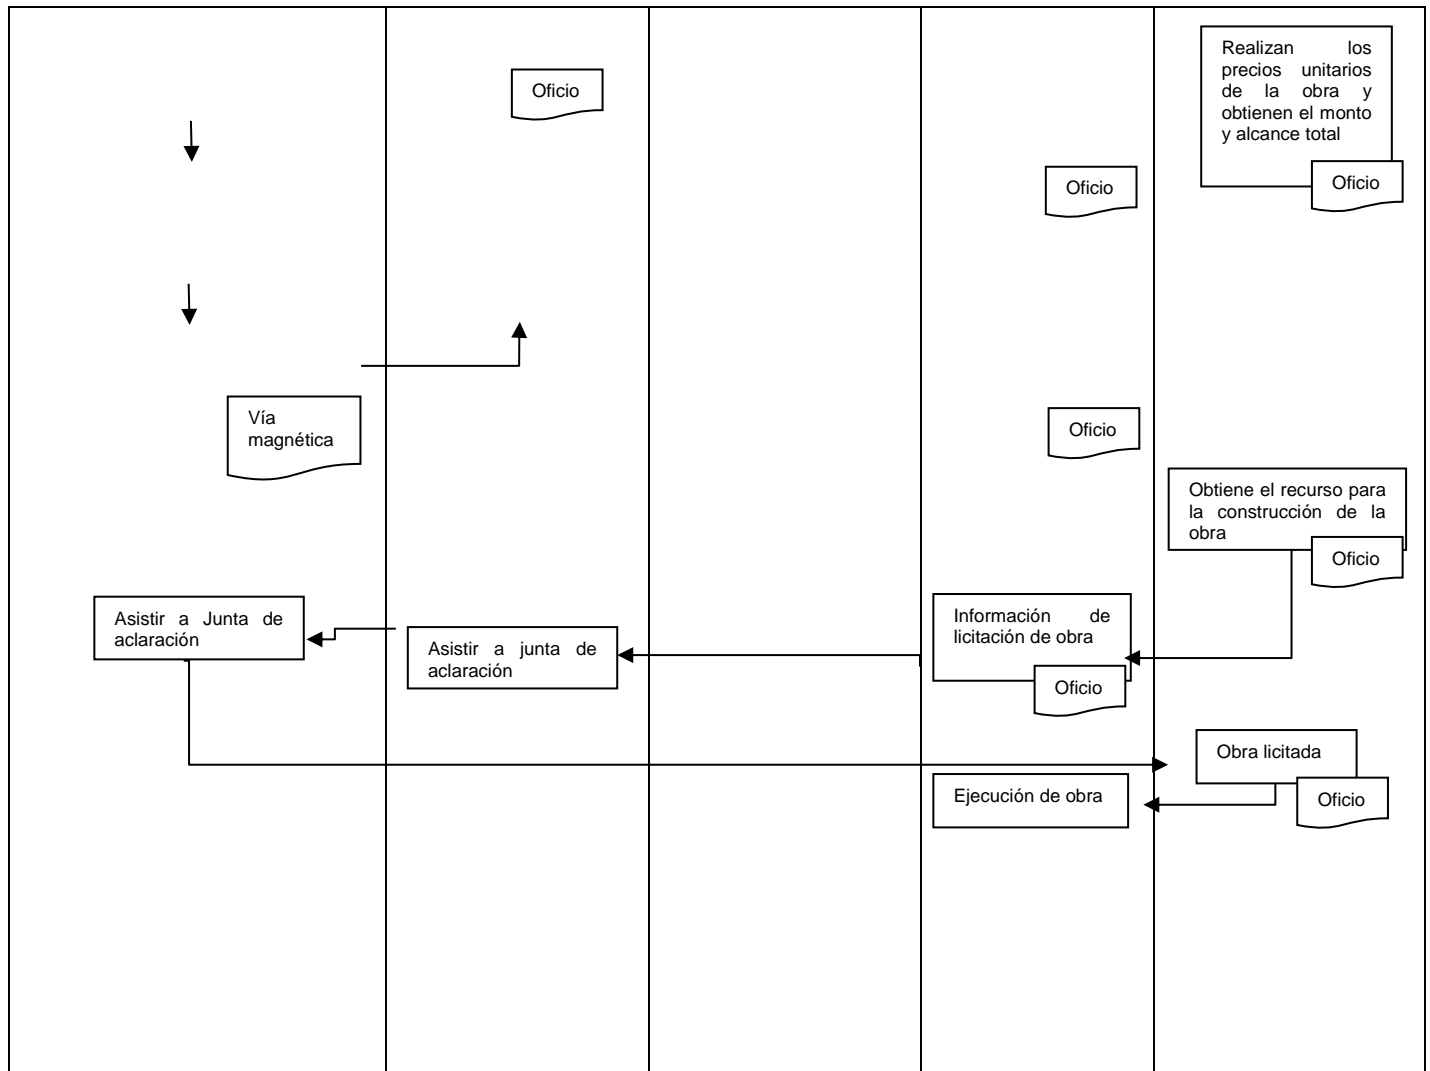 Realizan los
precios unitarios
de la obra y
obtienen el monto
y alcance total
Oficio
Oficio
Oficio
Vía
magnética
Oficio
Obtiene el recurso para
la construcción de la
obra
Oficio
Asistir a Junta de
aclaración
Asistir a junta de
aclaración
Información de
licitación de obra
Oficio
Obra licitada
Oficio
Ejecución de obra